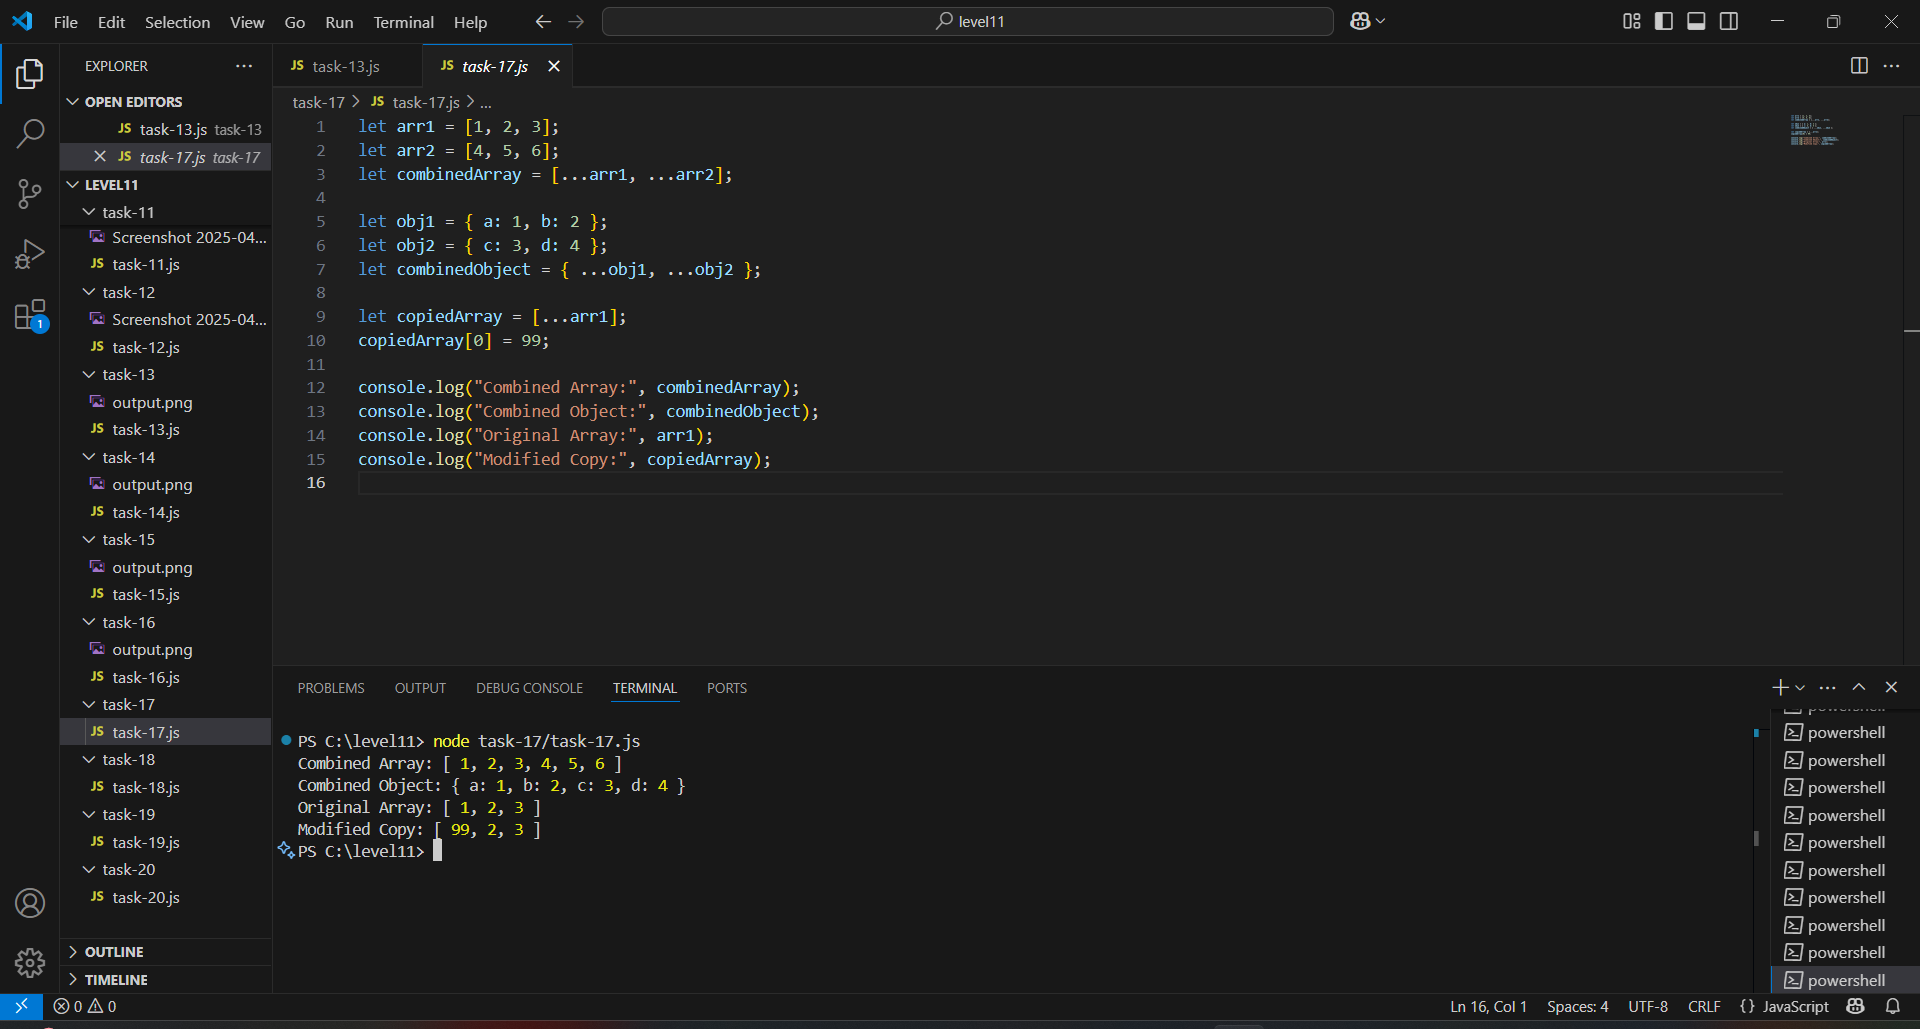 File Edit Selection View Go Run Terminal Help
level11
EXPLORER
OPEN EDITORS
JS task-13.js task-13
JS task-17.js task-17
LEVEL11
task-11
Screenshot 2025-04...
JS task-11.js
task-12
Screenshot 2025-04...
JS task-12.js
task-13
output.png
JS task-13.js
task-14
output.png
JS task-14.js
task-15
output.png
JS task-15.js
task-16
output.png
JS task-16.js
task-17
JS task-17.js
task-18
JS task-18.js
task-19
JS task-19.js
task-20
JS task-20.js
OUTLINE
TIMELINE
1
JS task-13.js
JS task-17.js
task-17 > JS task-17.js > ...
1 let arr1 = [1, 2, 3];
2 let arr2 = [4, 5, 6];
3 let combinedArray = [...arr1, ...arr2];
4
5 let obj1 = { a: 1, b: 2 };
6 let obj2 = { c: 3, d: 4 };
7 let combinedObject = { ...obj1, ...obj2 };
8
9 let copiedArray = [...arr1];
10 copiedArray[0] = 99;
11
12 console.log("Combined Array:", combinedArray);
13 console.log("Combined Object:", combinedObject);
14 console.log("Original Array:", arr1);
15 console.log("Modified Copy:", copiedArray);
16
PROBLEMS OUTPUT DEBUG CONSOLE TERMINAL PORTS
PS C:\level11> node task-17/task-17.js
Combined Array: [ 1, 2, 3, 4, 5, 6 ]
Combined Object: { a: 1, b: 2, c: 3, d: 4 }
Original Array: [ 1, 2, 3 ]
Modified Copy: [ 99, 2, 3 ]
PS C:\level11>
powershell
powershell
powershell
powershell
powershell
powershell
powershell
powershell
powershell
powershell
0 0
Ln 16, Col 1 Spaces: 4 UTF-8 CRLF {} JavaScript